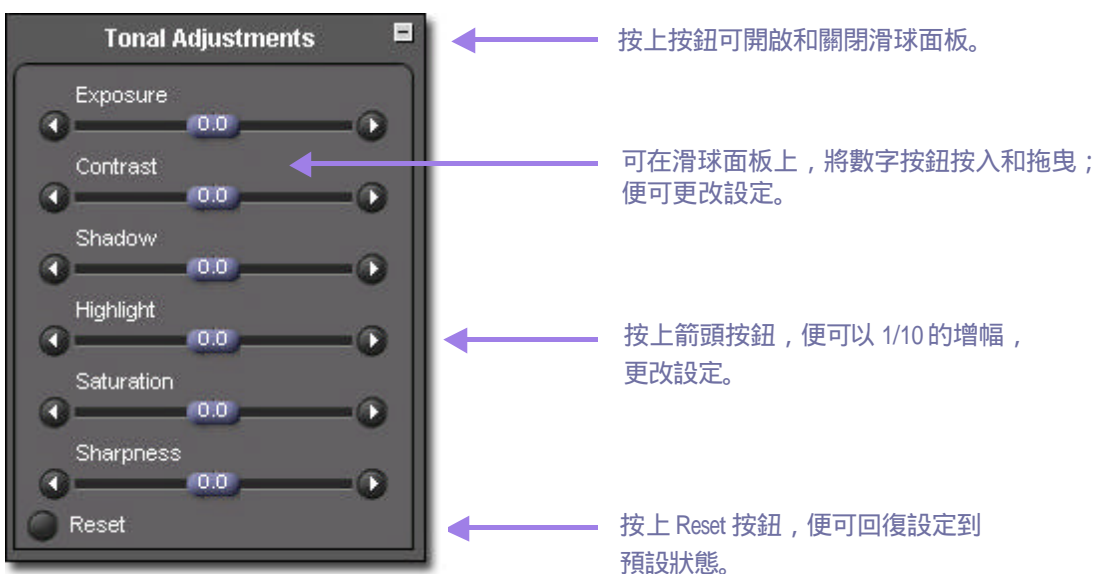 Tonal Adjustments
按上按鈕可開啟和關閉滑球面板。
Exposure
0.0
Contrast
可在滑球面板上，將數字按鈕按入和拖曳；
便可更改設定。
0.0
Shadow
0.0
Highlight
0.0
按上箭頭按鈕，便可以 1/10 的增幅，
更改設定。
Saturation
0.0
Sharpness
0.0
Reset
按上 Reset 按鈕，便可回復設定到
預設狀態。